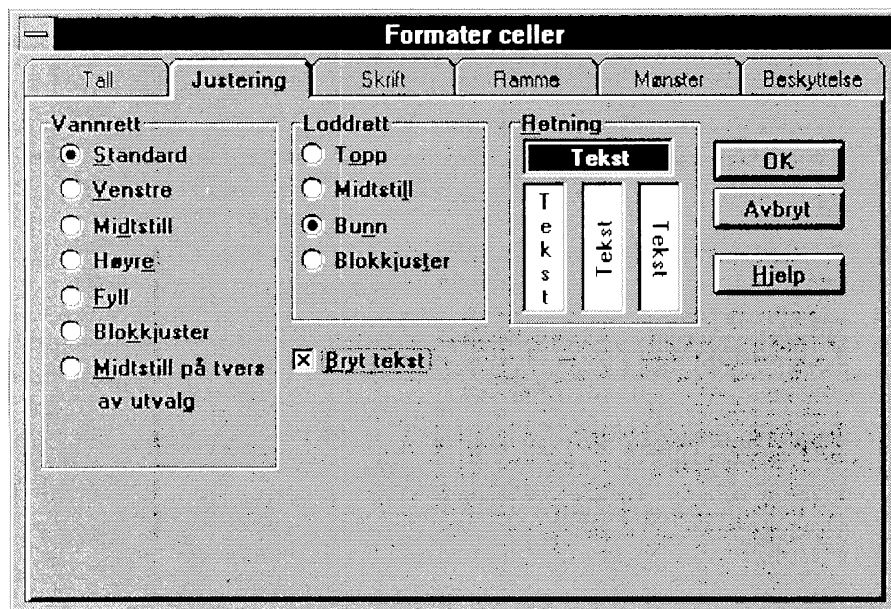 Formater celler
Tall Justering Skrift Ramme Mønster Beskyttelse
Vannrett
Standard
Venstre
Midtstill
Høyre
Fyll
Blokkjuster
Midtstill på tvers
av utvalg
Loddrett
Topp
Midtstill
Bunn
Blokkjuster
Bryt tekst
Retning
Tekst
Tekst
Tekst
Tekst
OK
Avbryt
Hjelp